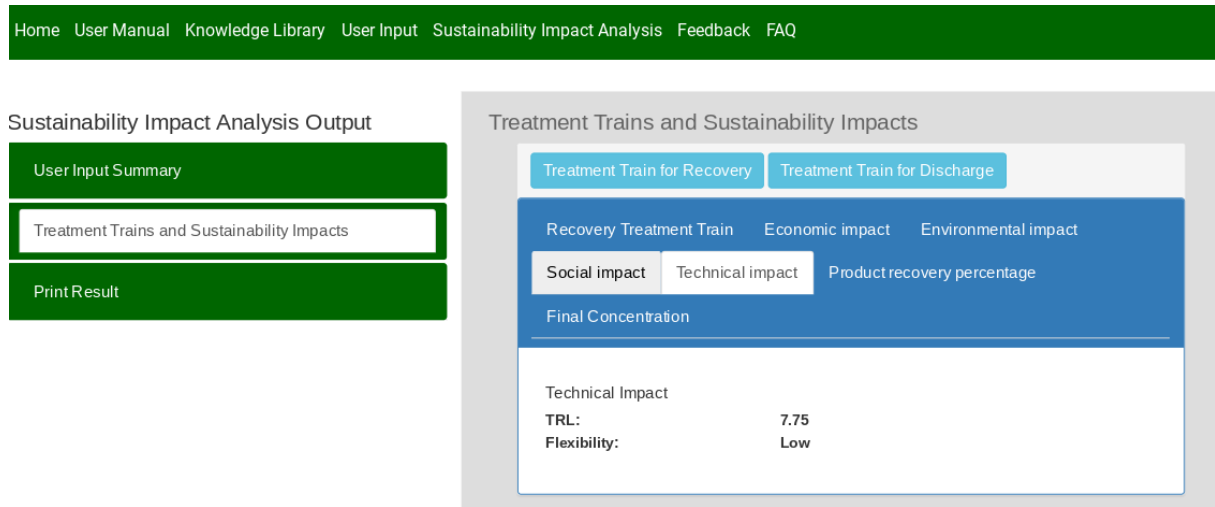 Home User Manual Knowledge Library User Input Sustainability Impact Analysis Feedback FAQ
Sustainability Impact Analysis Output
User Input Summary
Treatment Trains and Sustainability Impacts
Print Result
Treatment Trains and Sustainability Impacts
Treatment Train for Recovery Treatment Train for Discharge
Recovery Treatment Train Economic impact Environmental impact
Social impact Technical impact Product recovery percentage
Final Concentration
Technical Impact
TRL: 7.75
Flexibility: Low